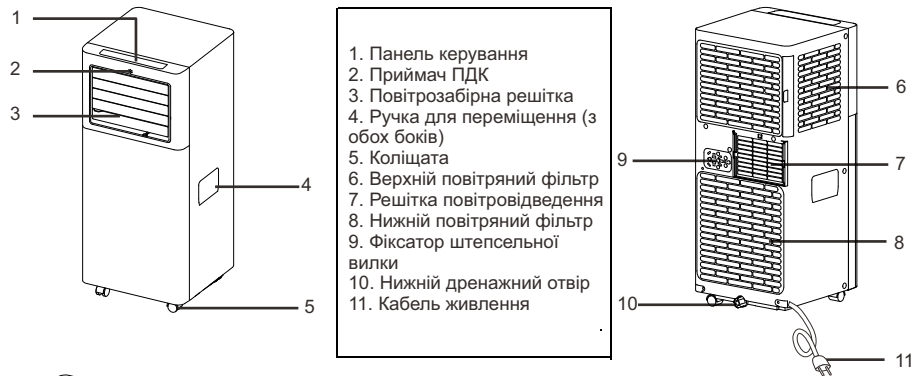 1
2
3
4
5
1. Панель керування
2. Приймач ПДК
3. Повітрозабірна решітка
4. Ручка для переміщення (з
обох боків)
5. Коліщата
6. Верхній повітряний фільтр
7. Решітка повітровідведення
8. Нижній повітряний фільтр
9. Фіксатор штепсельної
вилки
10. Нижній дренажний отвір
11. Кабель живлення
.
6
9
7
8
10
11